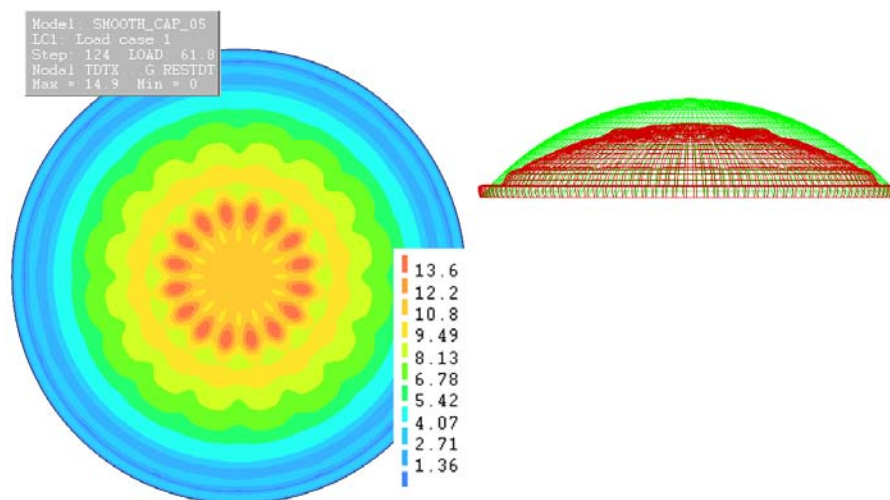 Model: SMOOTH_CAP_05
LC1: Load case 1
Step: 124 LOAD: 61.8
Nodal TDTX...G RESTDT
Max = 14.9 Min = 0
13.6
12.2
10.8
9.49
8.13
6.78
5.42
4.07
2.71
1.36